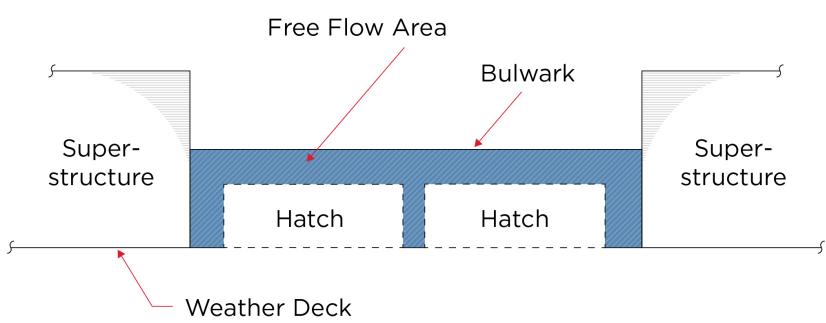 Free Flow Area
Bulwark
Super-
structure
Super-
structure
Hatch
Hatch
Weather Deck